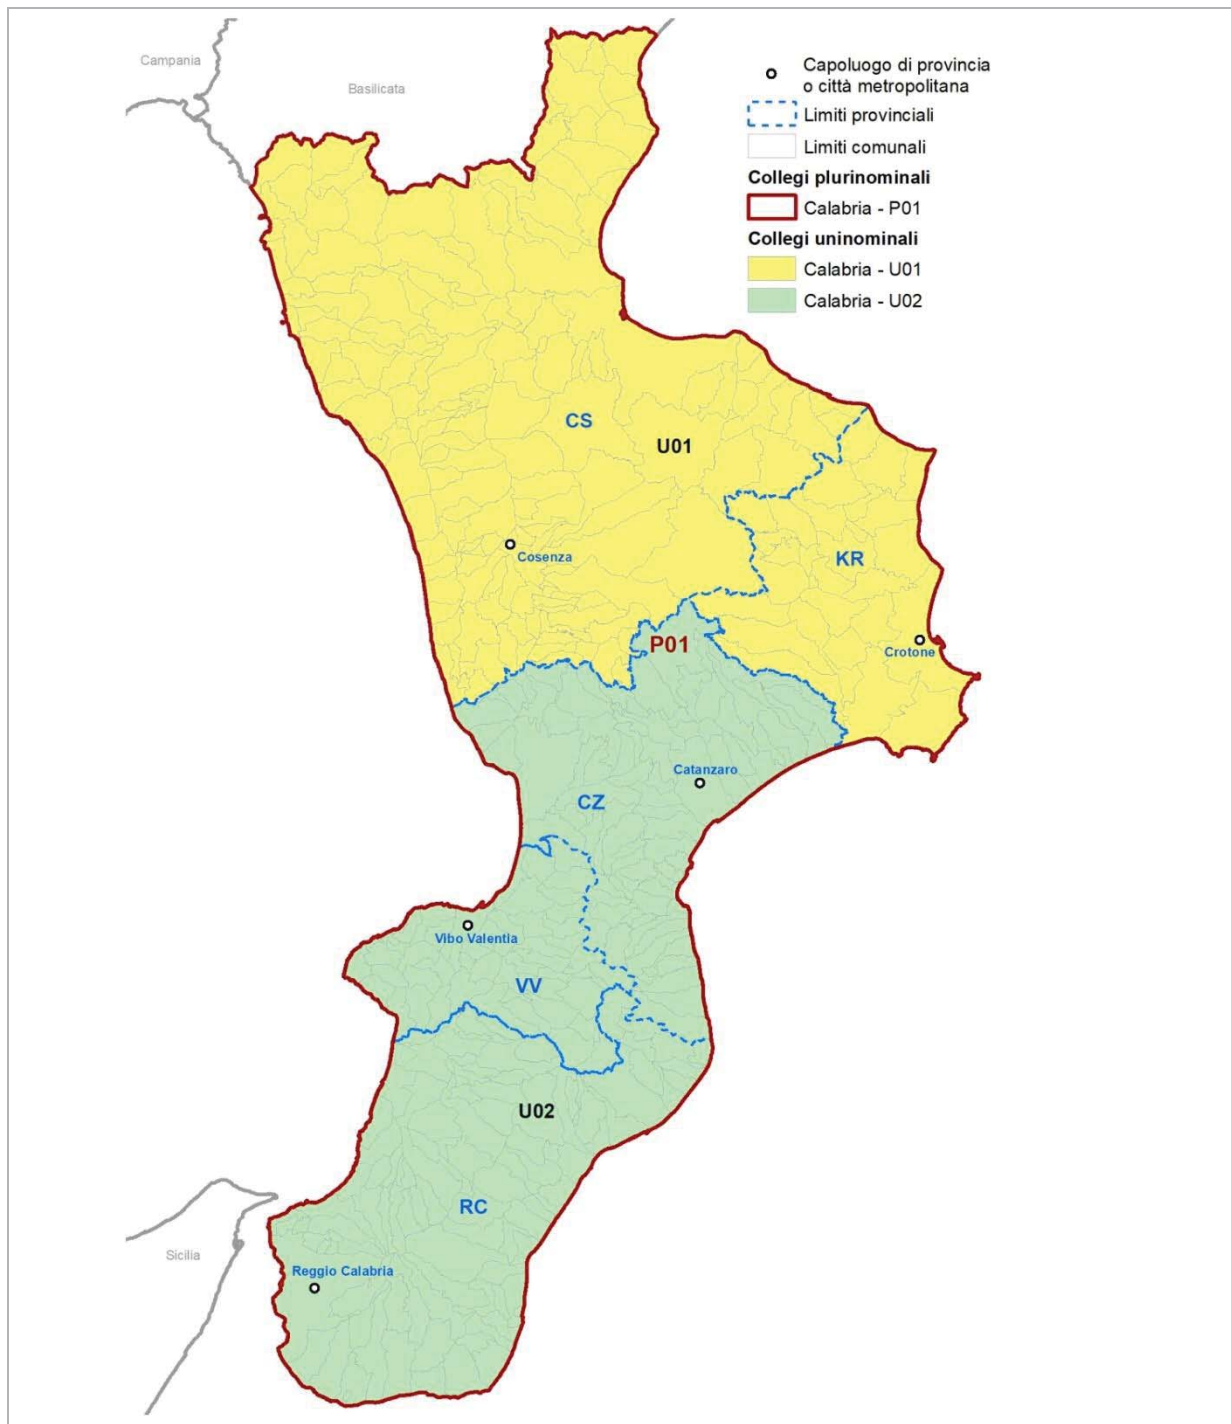 Campania
Basilicata
Capoluogo di provincia
o città metropolitana
Limiti provinciali
Limiti comunali
Collegi plurinominali
Calabria - P01
Collegi uninominali
Calabria - U01
Calabria - U02
CS
U01
Cosenza
KR
P01
Crotone
Catanzaro
CZ
Vibo Valentia
VV
U02
RC
Sicilia
Reggio Calabria